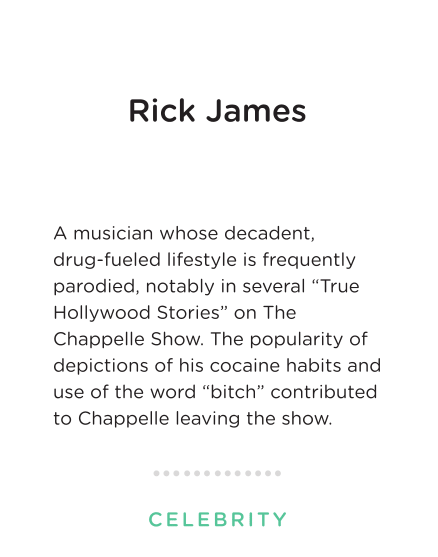 Rick James
A musician whose decadent,
drug-fueled lifestyle is frequently
parodied, notably in several “True
Hollywood Stories” on The
Chappelle Show. The popularity of
depictions of his cocaine habits and
use of the word “bitch” contributed
to Chappelle leaving the show.
CELEBRITY